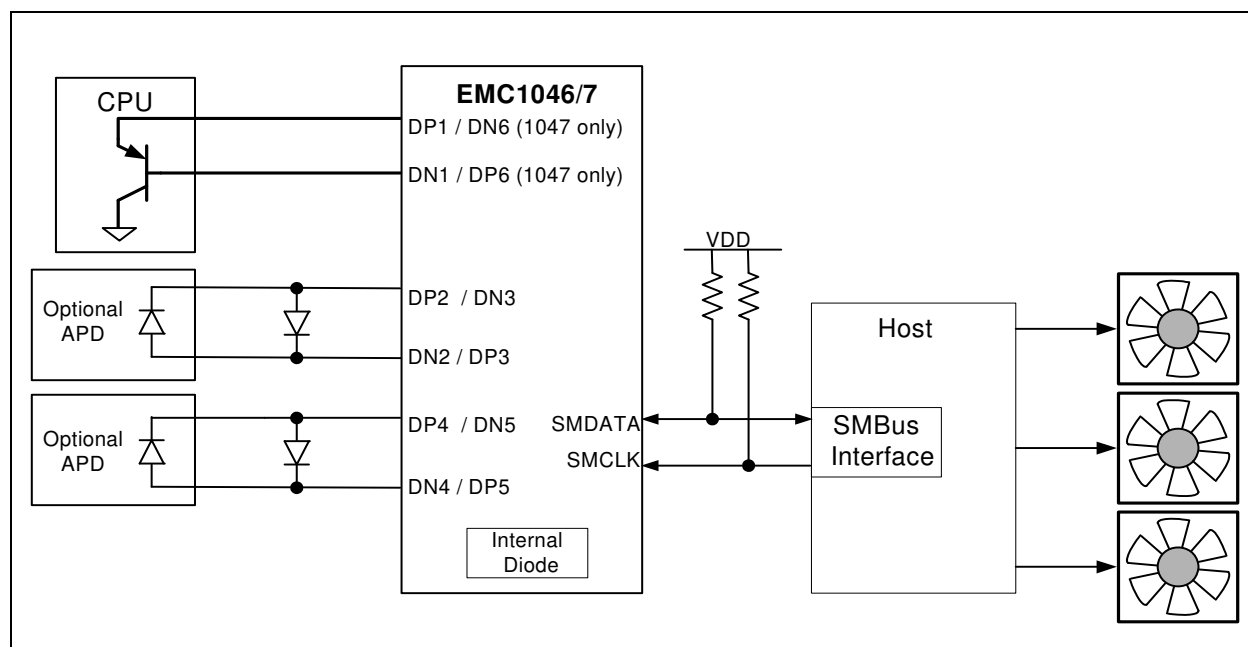 CPU
EMC1046/7
DP1 / DN6 (1047 only)
DN1 / DP6 (1047 only)
Optional
APD
DP2 / DN3
DN2 / DP3
Optional
APD
DP4 / DN5
DN4 / DP5
SMDATA
SMCLK
Internal
Diode
VDD
Host
SMBus
Interface